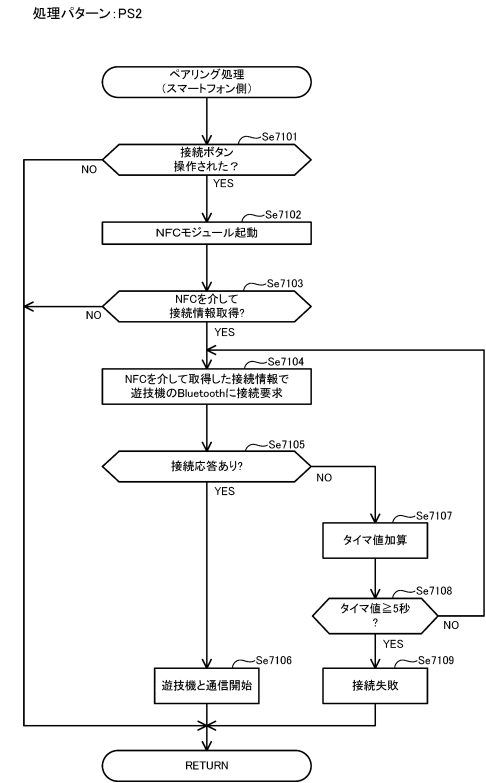 処理パターン:PS2
ペアリング処理
(スマートフォン側)
Se7101
接続ボタン
操作された?
NO
YES
Se7102
NFCモジュール起動
Se7103
NFCを介して
接続情報取得?
NO
YES
Se7104
NFCを介して取得した接続情報で
遊技機のBluetoothに接続要求
Se7105
接続応答あり?
NO
YES
Se7107
タイマ値加算
Se7108
タイマ値≧5秒
?
NO
YES
Se7106
遊技機と通信開始
Se7109
接続失敗
RETURN